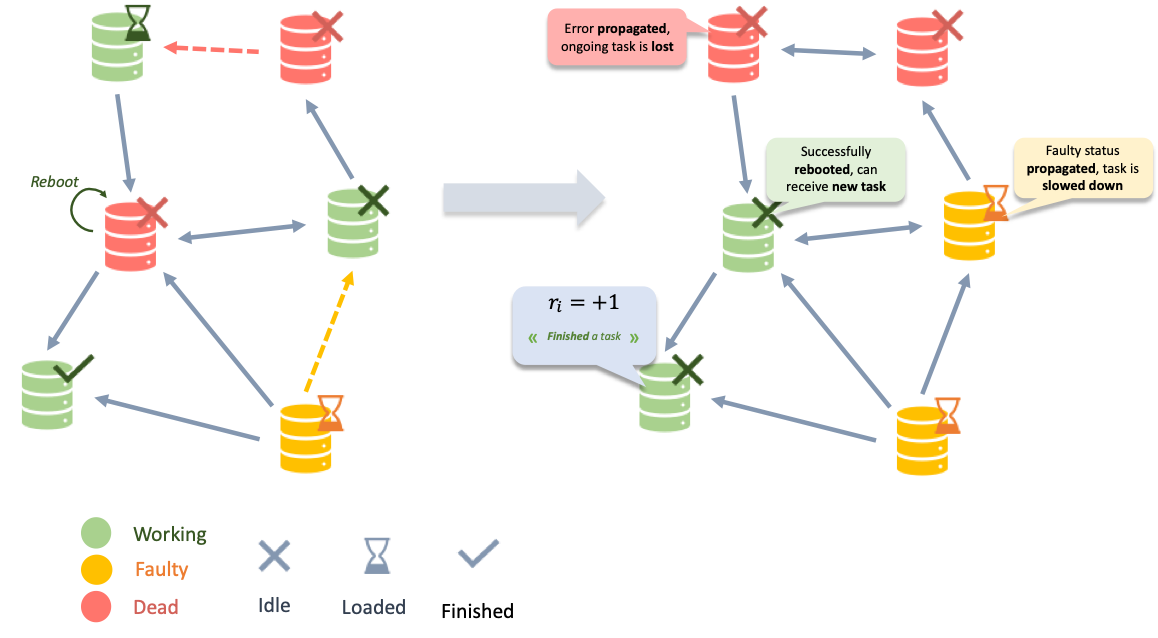 Error propagated,
ongoing task is lost
Reboot
Successfully
rebooted, can
receive new task
Faulty status
propagated, task is
slowed down
rᵢ = +1
« Finished a task »
Working
Faulty
Dead
Idle
Loaded
Finished